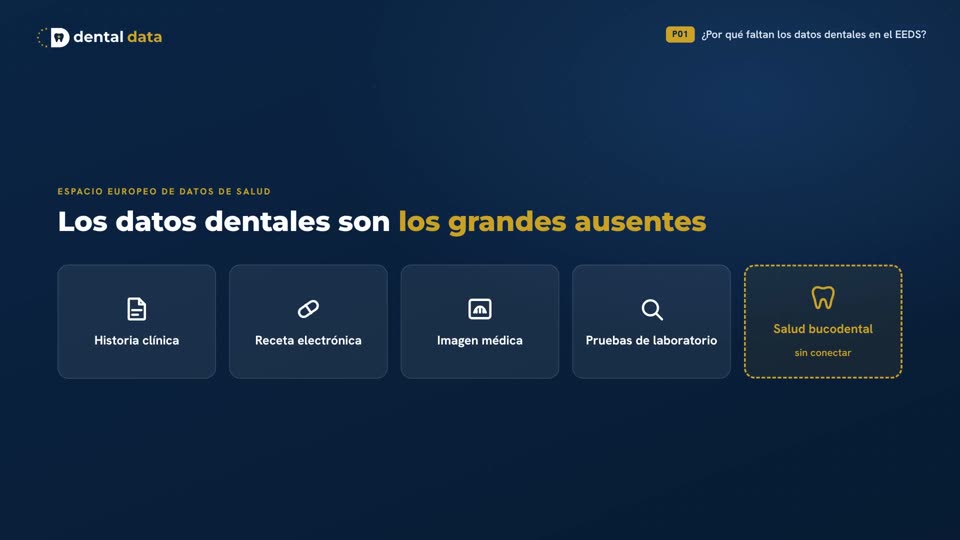 dental data
P01 ¿Por qué faltan los datos dentales en el EEDS?
ESPACIO EUROPEO DE DATOS DE SALUD
Los datos dentales son los grandes ausentes
Historia clínica
Receta electrónica
Imagen médica
Pruebas de laboratorio
Salud bucodental
sin conectar